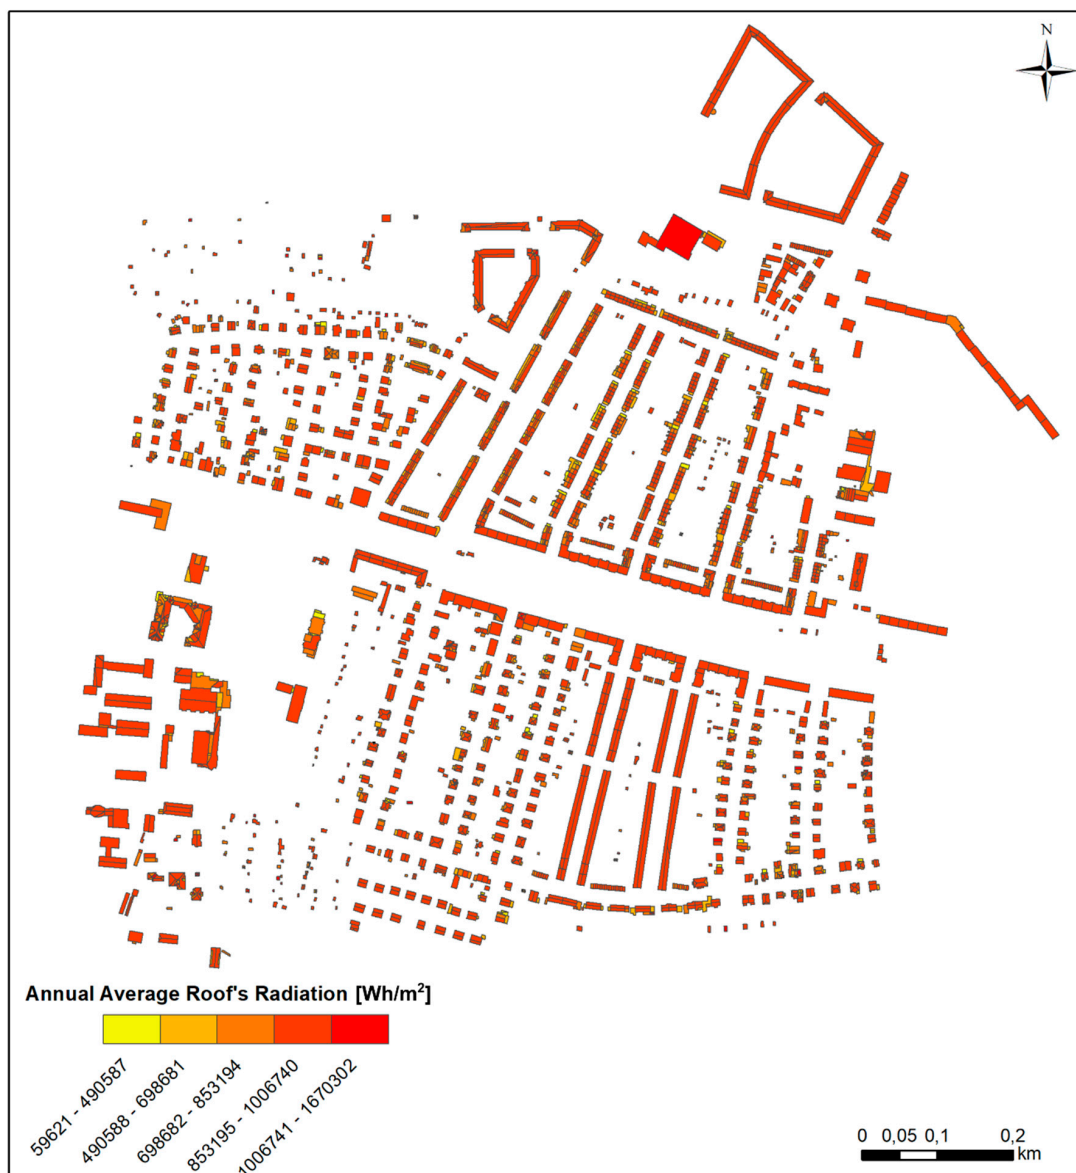 N
Annual Average Roof's Radiation [Wh/m²]
59621 - 490587
490588 - 698681
698682 - 853194
853195 - 1006740
1006741 - 1670302
0 0,05 0,1 0,2
km